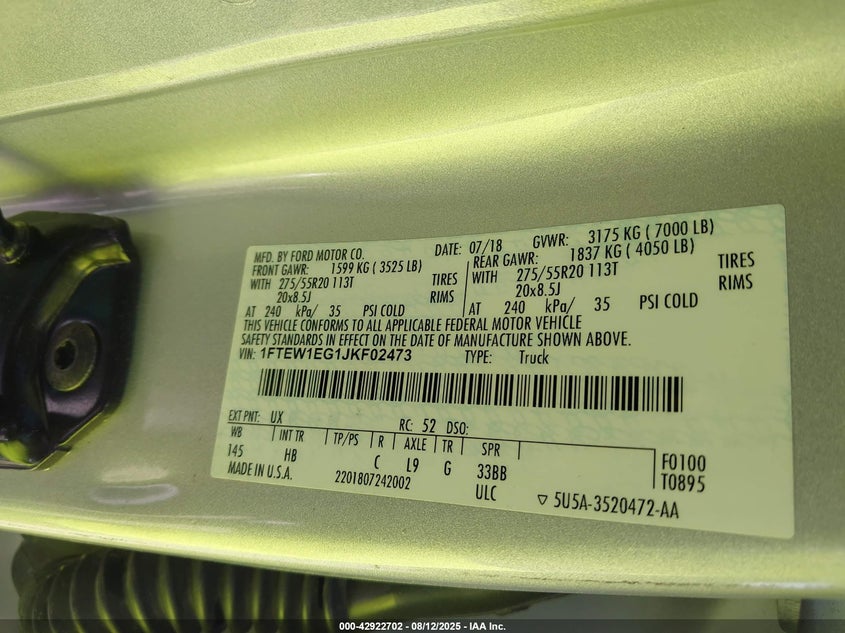 MFD. BY FORD MOTOR CO. DATE: 07/18 GVWR: 3175 KG ( 7000 LB)
FRONT GAWR: 1599 KG ( 3525 LB) REAR GAWR: 1837 KG ( 4050 LB)
WITH 275/55R20 113T TIRES WITH 275/55R20 113T TIRES
20x8.5J RIMS 20x8.5J RIMS
AT 240 kPa/ 35 PSI COLD AT 240 kPa/ 35 PSI COLD
THIS VEHICLE CONFORMS TO ALL APPLICABLE FEDERAL MOTOR VEHICLE
SAFETY STANDARDS IN EFFECT ON THE DATE OF MANUFACTURE SHOWN ABOVE.
VIN: 1FTEW1EG1JKF02473 TYPE: Truck
EXT PNT: UX RC: 52 DSO:
WB INT TR TP/PS R AXLE TR SPR
145 HB C L9 G 33BB F0100
MADE IN U.S.A. 2201807242002 ULC T0895
▽ 5U5A-3520472-AA
000-42922702 - 08/12/2025 - IAA Inc.